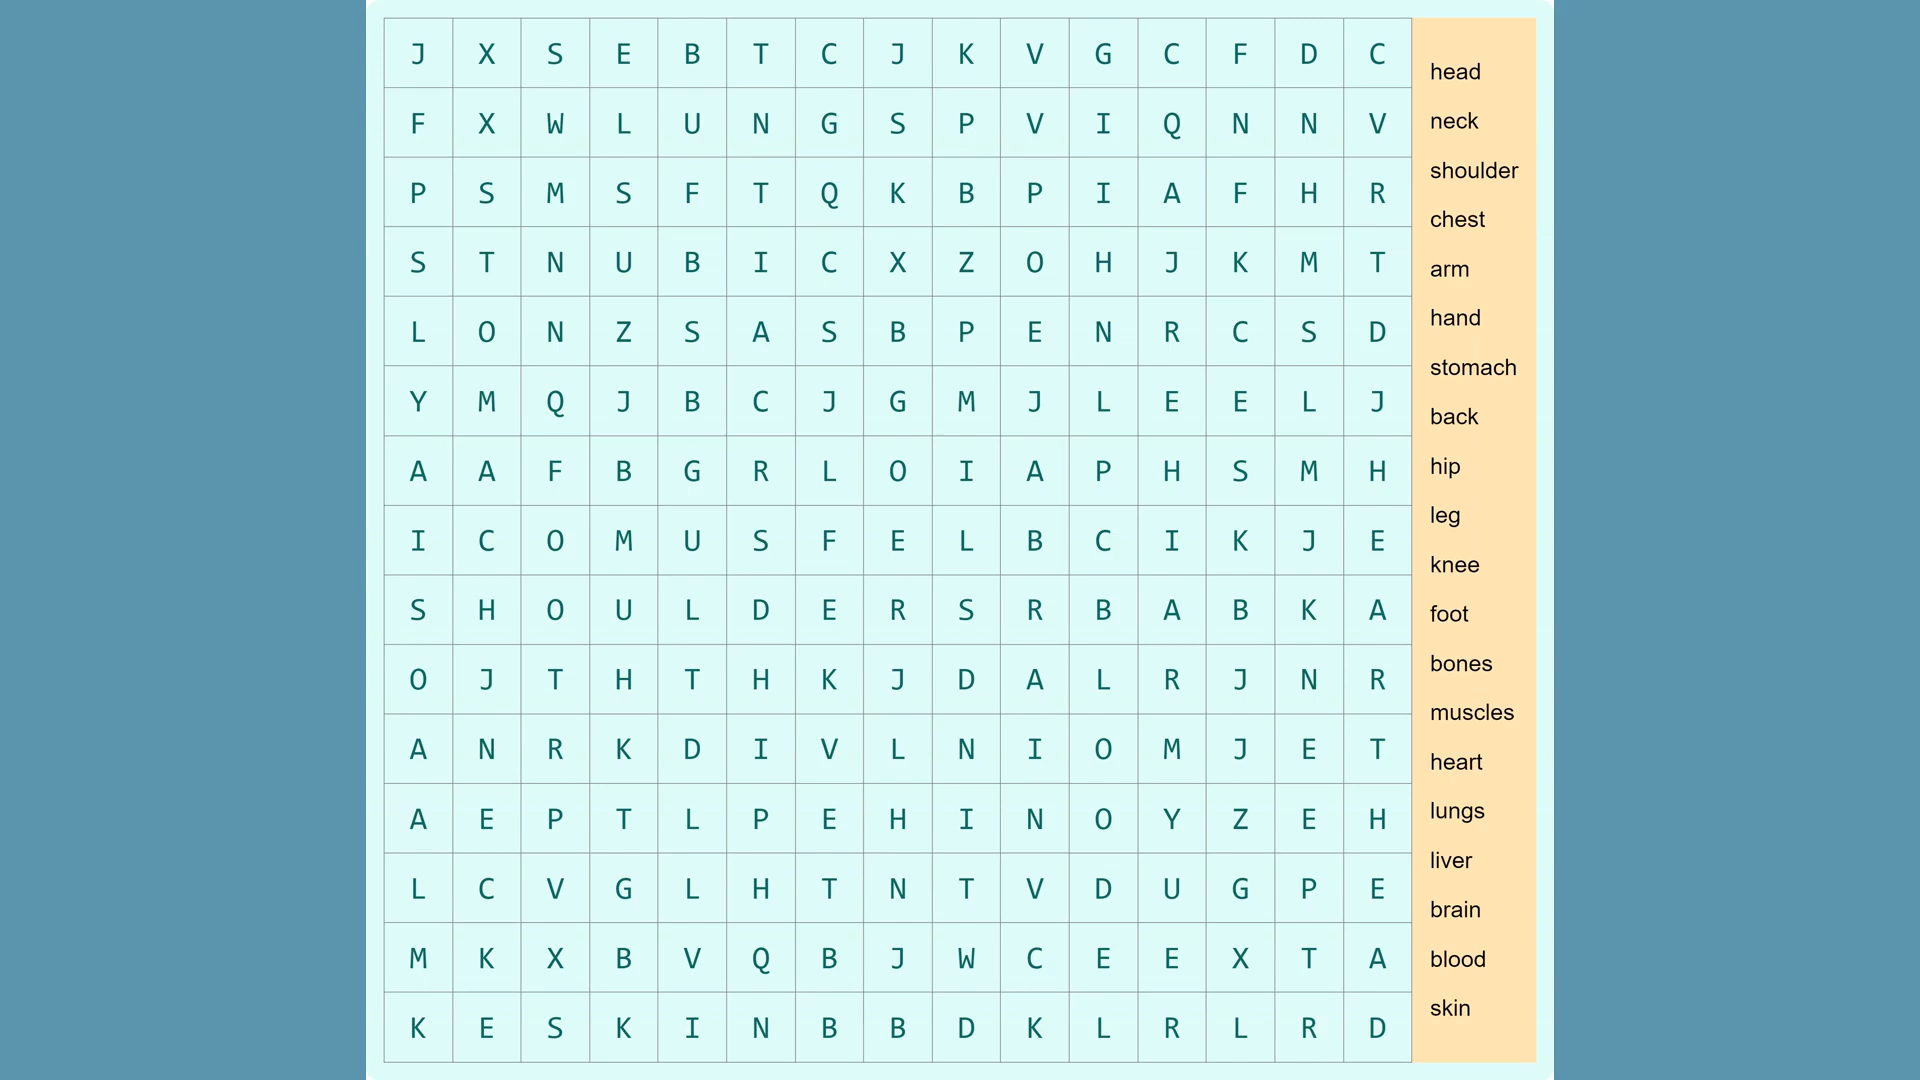 J X S E B T C J K V G C F D C
F X W L U N G S P V I Q N N V
P S M S F T Q K B P I A F H R
S T N U B I C X Z O H J K M T
L O N Z S A S B P E N R C S D
Y M Q J B C J G M J L E E L J
A A F B G R L O I A P H S M H
I C O M U S F E L B C I K J E
S H O U L D E R S R B A B K A
O J T H T H K J D A L R J N R
A N R K D I V L N I O M J E T
A E P T L P E H I N O Y Z E H
L C V G L H T N T V D U G P E
M K X B V Q B J W C E E X T A
K E S K I N B B D K L R L R D
head
neck
shoulder
chest
arm
hand
stomach
back
hip
leg
knee
foot
bones
muscles
heart
lungs
liver
brain
blood
skin